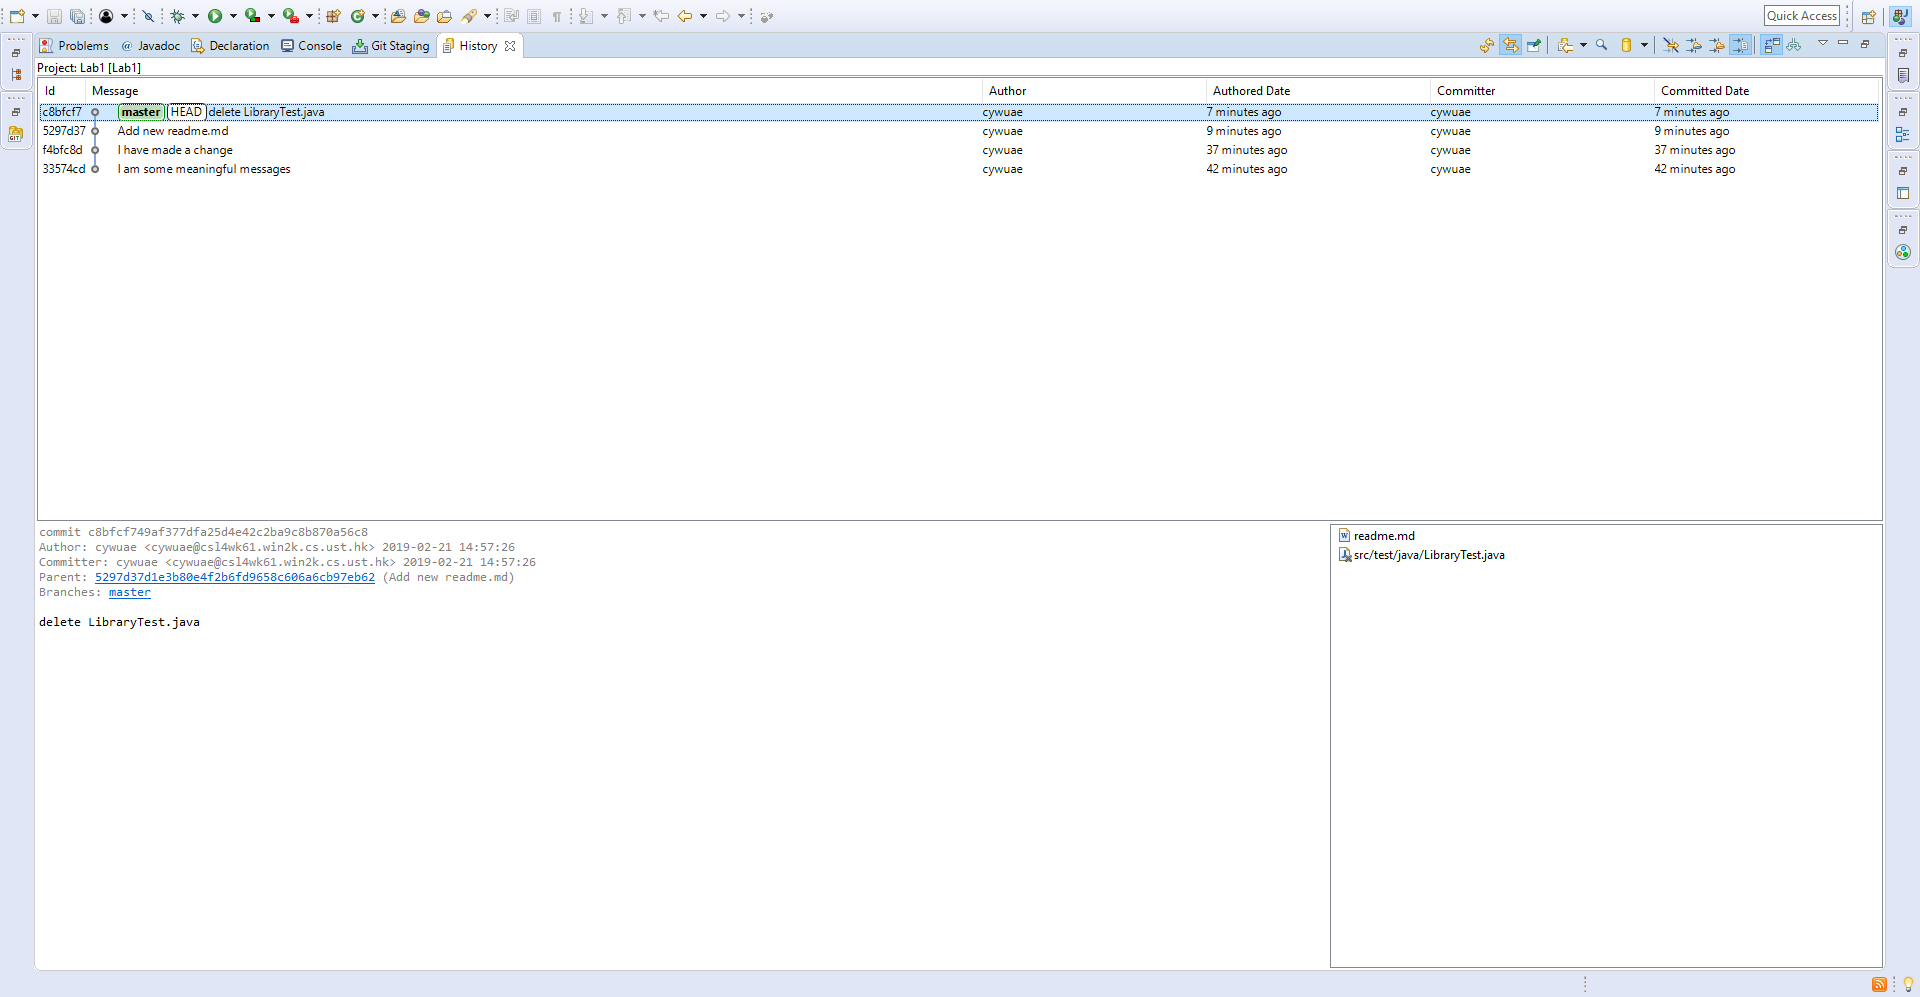 Quick Access
Problems @ Javadoc Declaration Console Git Staging History
Project: Lab1 [Lab1]
Id Message Author Authored Date Committer Committed Date
c8bfcf7 master HEAD delete LibraryTest.java cywuae 7 minutes ago cywuae 7 minutes ago
5297d37 Add new readme.md cywuae 9 minutes ago cywuae 9 minutes ago
f4bfc8d I have made a change cywuae 37 minutes ago cywuae 37 minutes ago
33574cd I am some meaningful messages cywuae 42 minutes ago cywuae 42 minutes ago
commit c8bfcf749af377dfa25d4e42c2ba9c8b870a56c8
Author: cywuae <cywuae@csl4wk61.win2k.cs.ust.hk> 2019-02-21 14:57:26
Committer: cywuae <cywuae@csl4wk61.win2k.cs.ust.hk> 2019-02-21 14:57:26
Parent: 5297d37d1e3b80e4f2b6fd9658c606a6cb97eb62 (Add new readme.md)
Branches: master
delete LibraryTest.java
readme.md
src/test/java/LibraryTest.java